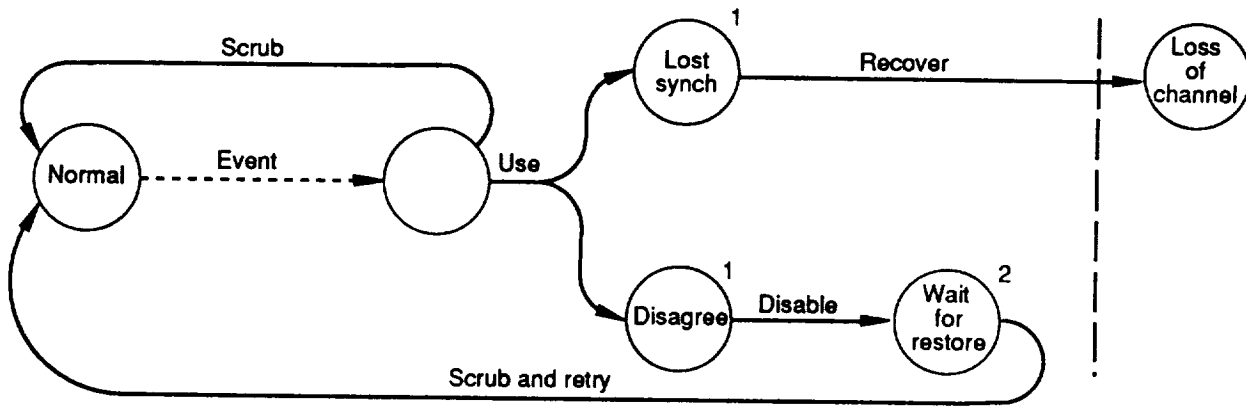 1
Scrub
Lost
synch
Recover
Loss
of
channel
Normal
Event
Use
1
Disagree
Disable
2
Wait
for
restore
Scrub and retry